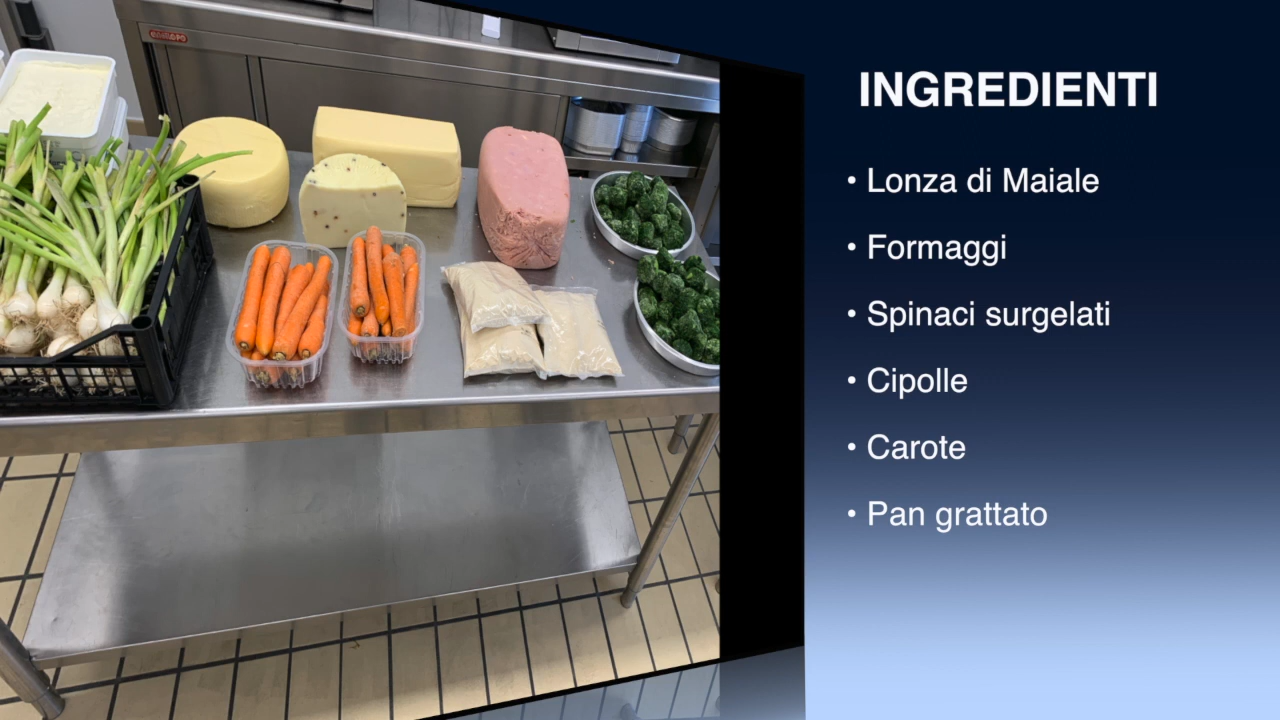 INGREDIENTI
• Lonza di Maiale
• Formaggi
• Spinaci surgelati
• Cipolle
• Carote
• Pan grattato